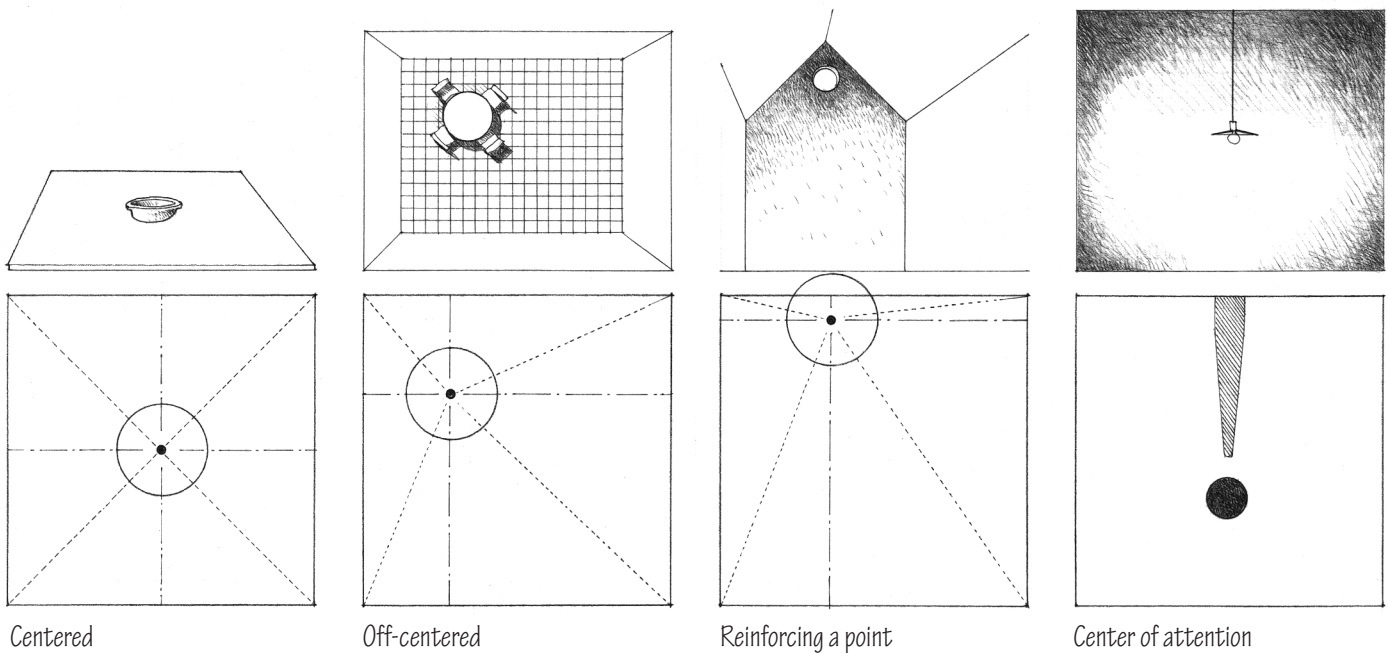 Centered
Off-centered
Reinforcing a point
Center of attention